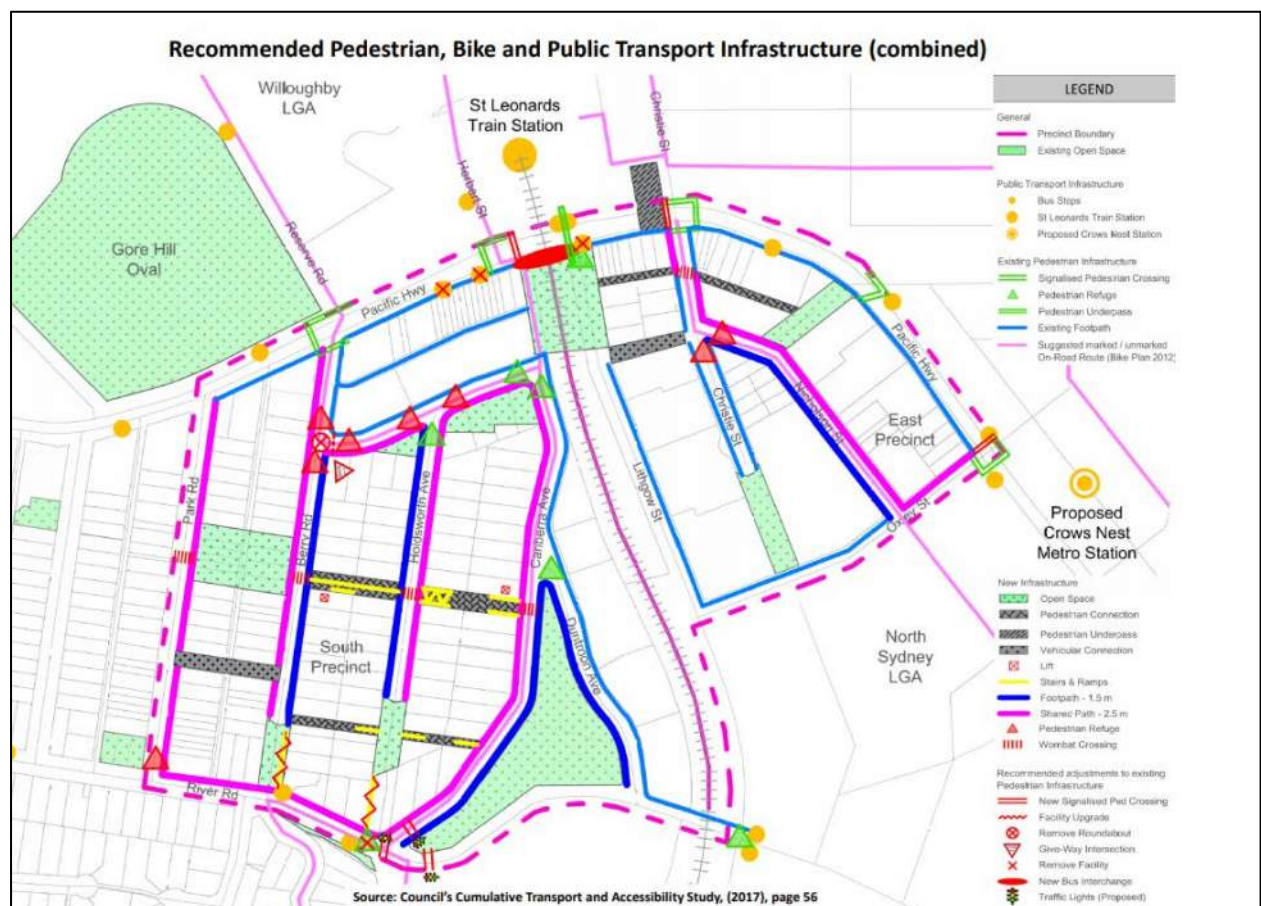 Recommended Pedestrian, Bike and Public Transport Infrastructure (combined)
Willoughby
LGA
St Leonards
Train Station
Christie St
Herbert St
Reserve Rd
Gore Hill
Oval
Pacific Hwy
Pacific Hwy
Park Rd
Berry Rd
Holdsworth Ave
Canberra Ave
Duntroon Ave
Lithgow St
Christie St
Nicholson St
East
Precinct
Oxley St
Proposed
Crows Nest
Metro Station
South
Precinct
North
Sydney
LGA
River Rd
LEGEND
General
Precinct Boundary
Existing Open Space
Public Transport Infrastructure
Bus Stops
St Leonards Train Station
Proposed Crows Nest Station
Existing Pedestrian Infrastructure
Signalised Pedestrian Crossing
Pedestrian Refuge
Pedestrian Underpass
Existing Footpath
Suggested marked / unmarked
On-Road Route (Bike Plan 2012)
New Infrastructure
Open Space
Pedestrian Connection
Pedestrian Underpass
Vehicular Connection
Lift
Stairs & Ramps
Footpath - 1.5 m
Shared Path - 2.5 m
Pedestrian Refuge
Wombat Crossing
Recommended adjustments to existing
Pedestrian Infrastructure
New Signalised Ped Crossing
Facility Upgrade
Remove Roundabout
Give-Way Intersection
Remove Facility
New Bus Interchange
Traffic Lights (Proposed)
Source: Council's Cumulative Transport and Accessibility Study, (2017), page 56